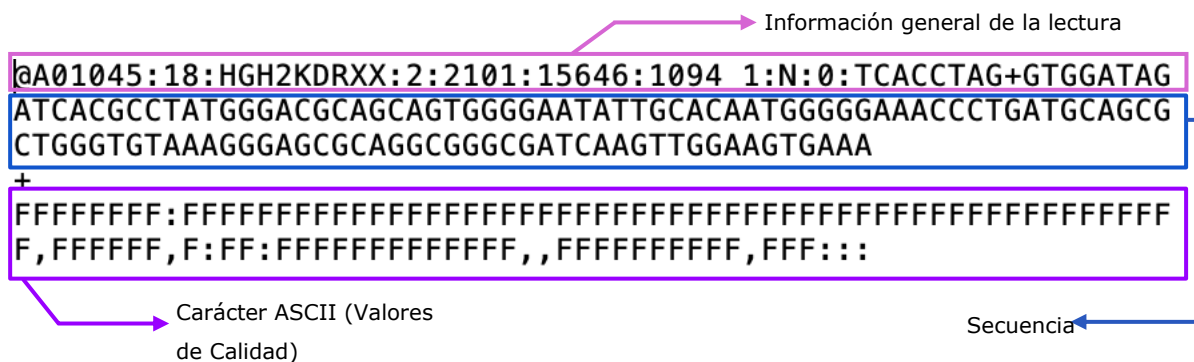 Información general de la lectura
@A01045:18:HGH2KDRXX:2:2101:15646:1094 1:N:0:TCACCTAG+GTGGATAG
ATCACGCCTATGGGACGCAGCAGTGGGGAATATTGCACAATGGGGGAAACCCTGATGCAGCG
CTGGGTGTAAAGGGAGCGCAGGCGGGCGATCAAGTTGGAAGTGAAA
+
FFFFFFFF:FFFFFFFFFFFFFFFFFFFFFFFFFFFFFFFFFFFFFFFFFFFFFFFFFFFFF
F,FFFFFF,F:FF:FFFFFFFFFFFFF,,FFFFFFFFFF,FFF:::
Carácter ASCII (Valores
de Calidad)
Secuencia